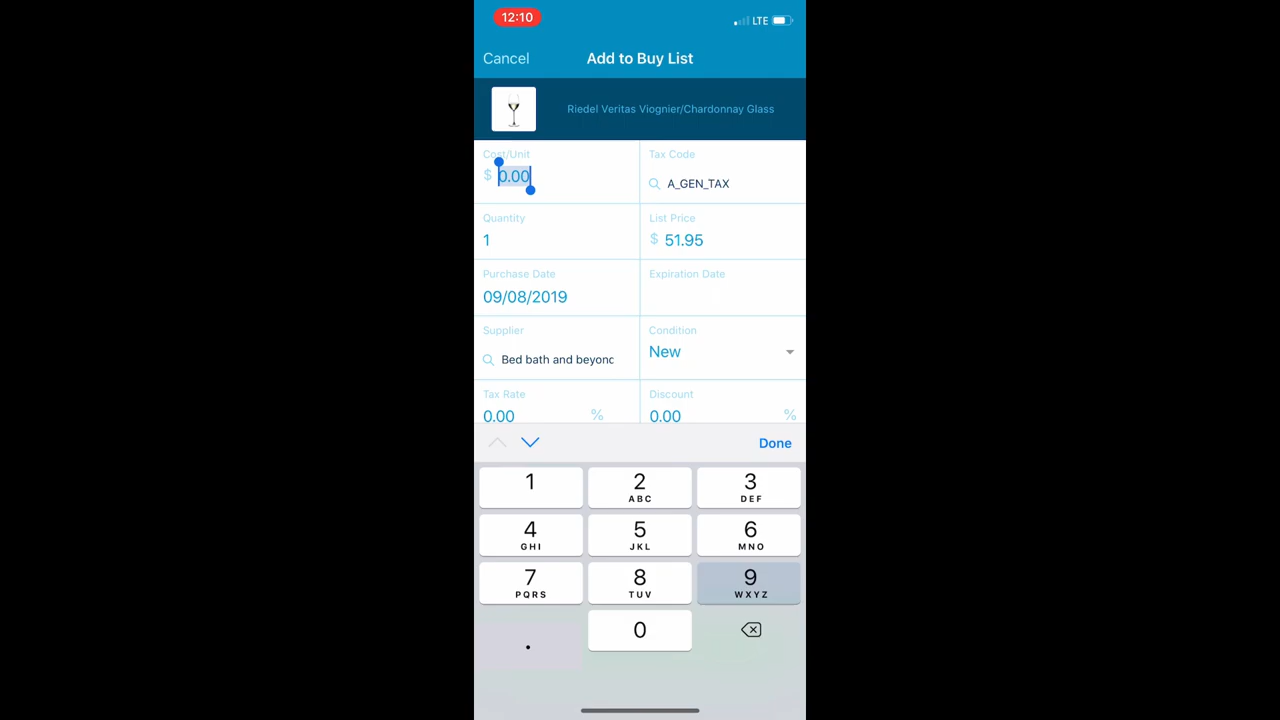 12:10
LTE
Cancel
Add to Buy List
Riedel Veritas Viognier/Chardonnay Glass
Cost/Unit
Tax Code
$ 0.00
A_GEN_TAX
Quantity
List Price
1
$ 51.95
Purchase Date
Expiration Date
09/08/2019
Supplier
Condition
Bed bath and beyonc
New
Tax Rate
Discount
0.00 %
0.00 %
Done
1
2
3
ABC
DEF
4
5
6
GHI
JKL
MNO
7
8
9
PQRS
TUV
WXYZ
.
0